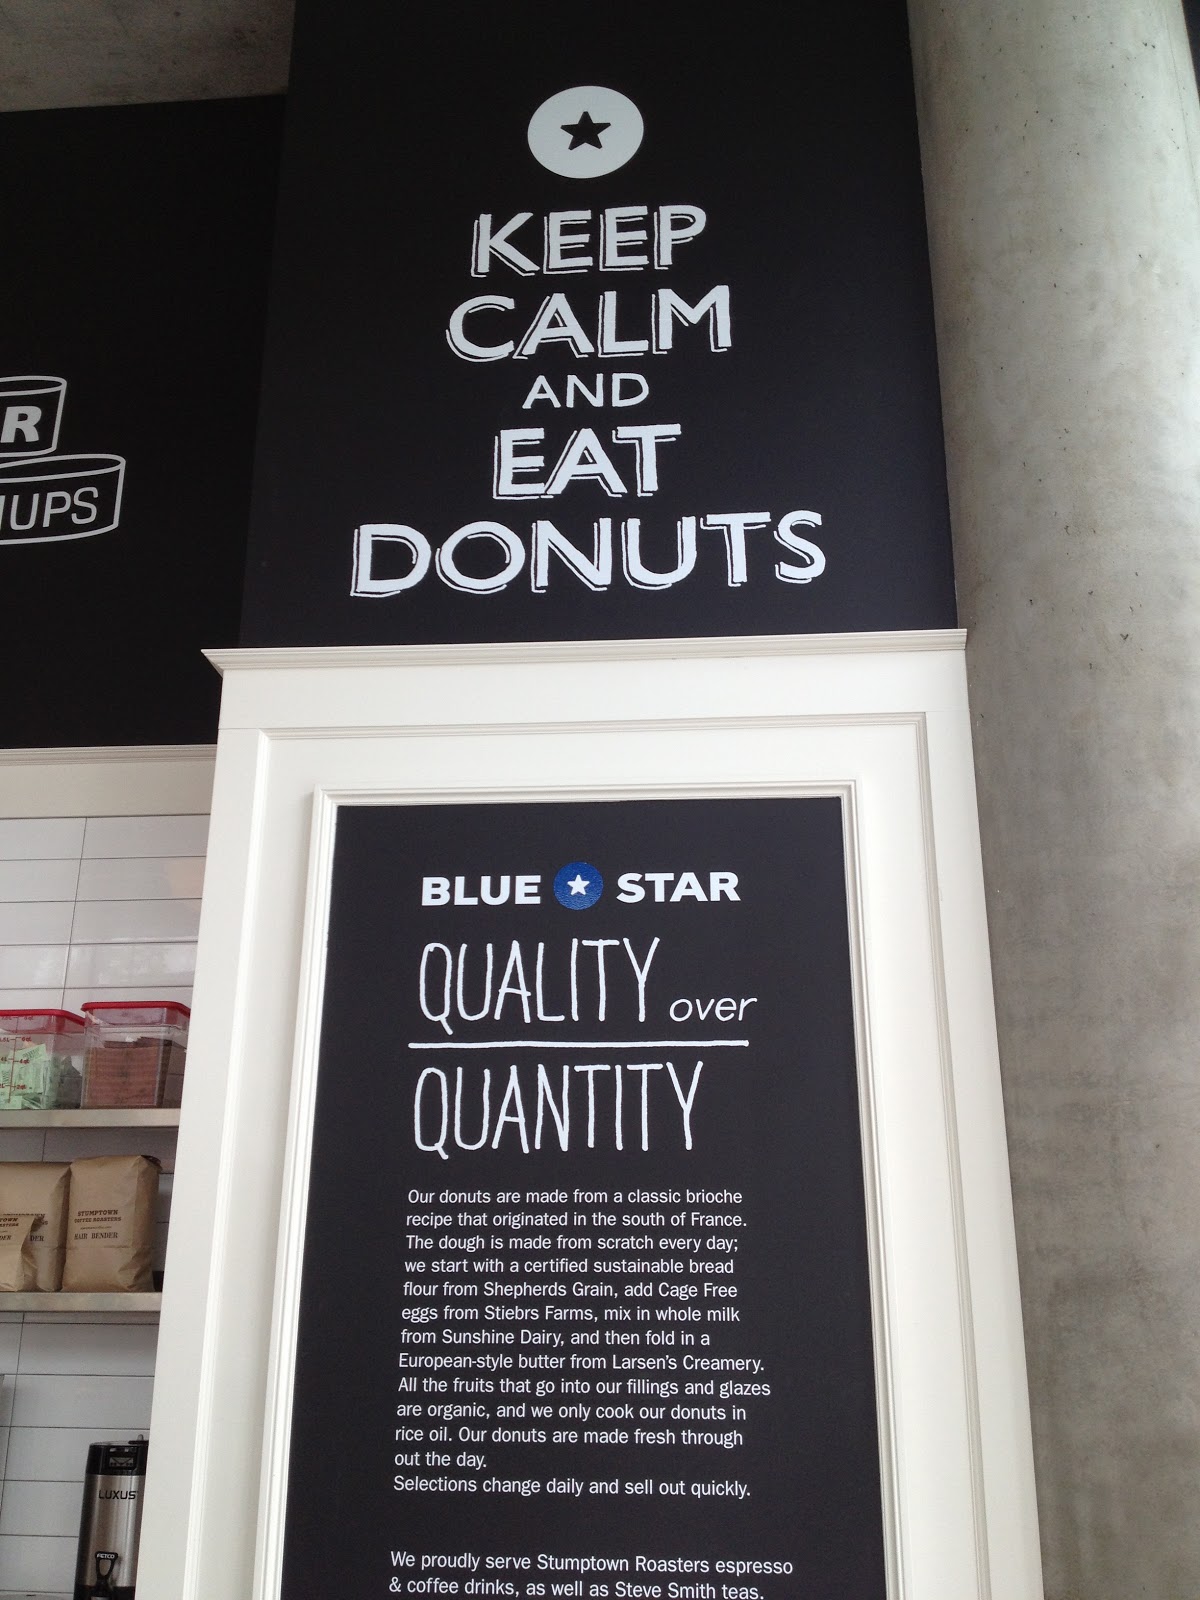 KEEP
CALM
AND
EAT
DONUTS
R
UPS
BLUE STAR
QUALITY over
QUANTITY
Our donuts are made from a classic brioche
recipe that originated in the south of France.
The dough is made from scratch every day;
we start with a certified sustainable bread
flour from Shepherds Grain, add Cage Free
eggs from Stiebrs Farms, mix in whole milk
from Sunshine Dairy, and then fold in a
European-style butter from Larsen's Creamery.
All the fruits that go into our fillings and glazes
are organic, and we only cook our donuts in
rice oil. Our donuts are made fresh through
out the day.
Selections change daily and sell out quickly.
We proudly serve Stumptown Roasters espresso
& coffee drinks, as well as Steve Smith teas.
STUMPTOWN
COFFEE ROASTERS
HAIR BENDER
LUXUS
FETCO